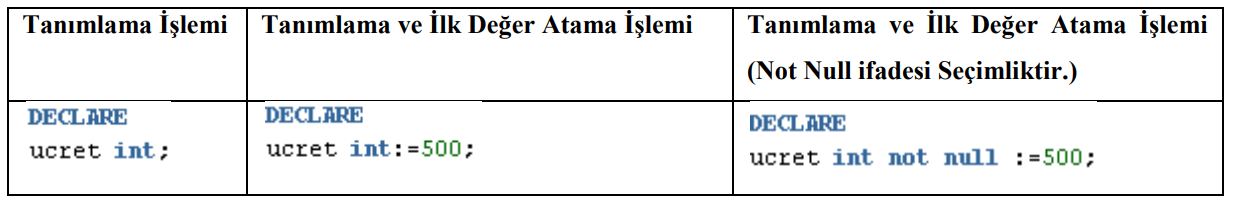 Tanımlama İşlemi
Tanımlama ve İlk Değer Atama İşlemi
Tanımlama ve İlk Değer Atama İşlemi
(Not Null ifadesi Seçimliktir.)
DECLARE
ucret int;
DECLARE
ucret int:=500;
DECLARE
ucret int not null :=500;